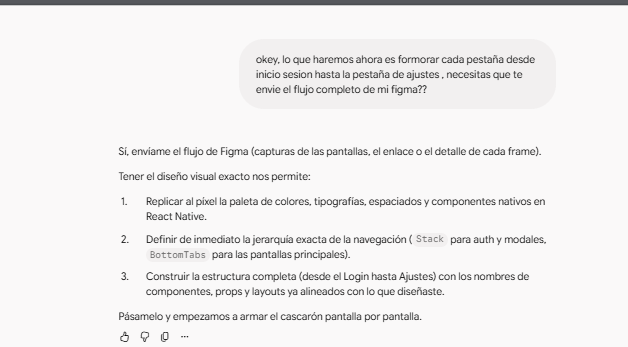 okey, lo que haremos ahora es formorar cada pestaña desde
inicio sesion hasta la pestaña de ajustes , necesitas que te
envie el flujo completo de mi figma??
Sí, envíame el flujo de Figma (capturas de las pantallas, el enlace o el detalle de cada frame).
Tener el diseño visual exacto nos permite:
1. Replicar al píxel la paleta de colores, tipografías, espaciados y componentes nativos en
React Native.
2. Definir de inmediato la jerarquía exacta de la navegación ( Stack para auth y modales,
BottomTabs para las pantallas principales).
3. Construir la estructura completa (desde el Login hasta Ajustes) con los nombres de
componentes, props y layouts ya alineados con lo que diseñaste.
Pásamelo y empezamos a armar el cascarón pantalla por pantalla.